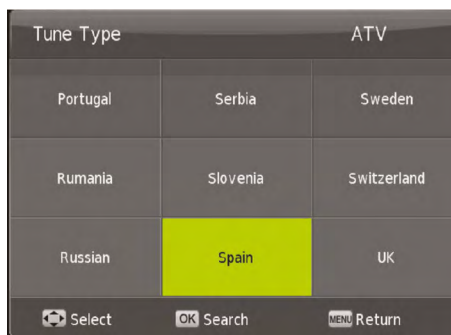 Tune Type ATV
Portugal Serbia Sweden
Rumania Slovenia Switzerland
Russian Spain UK
Select OK Search MENU Return